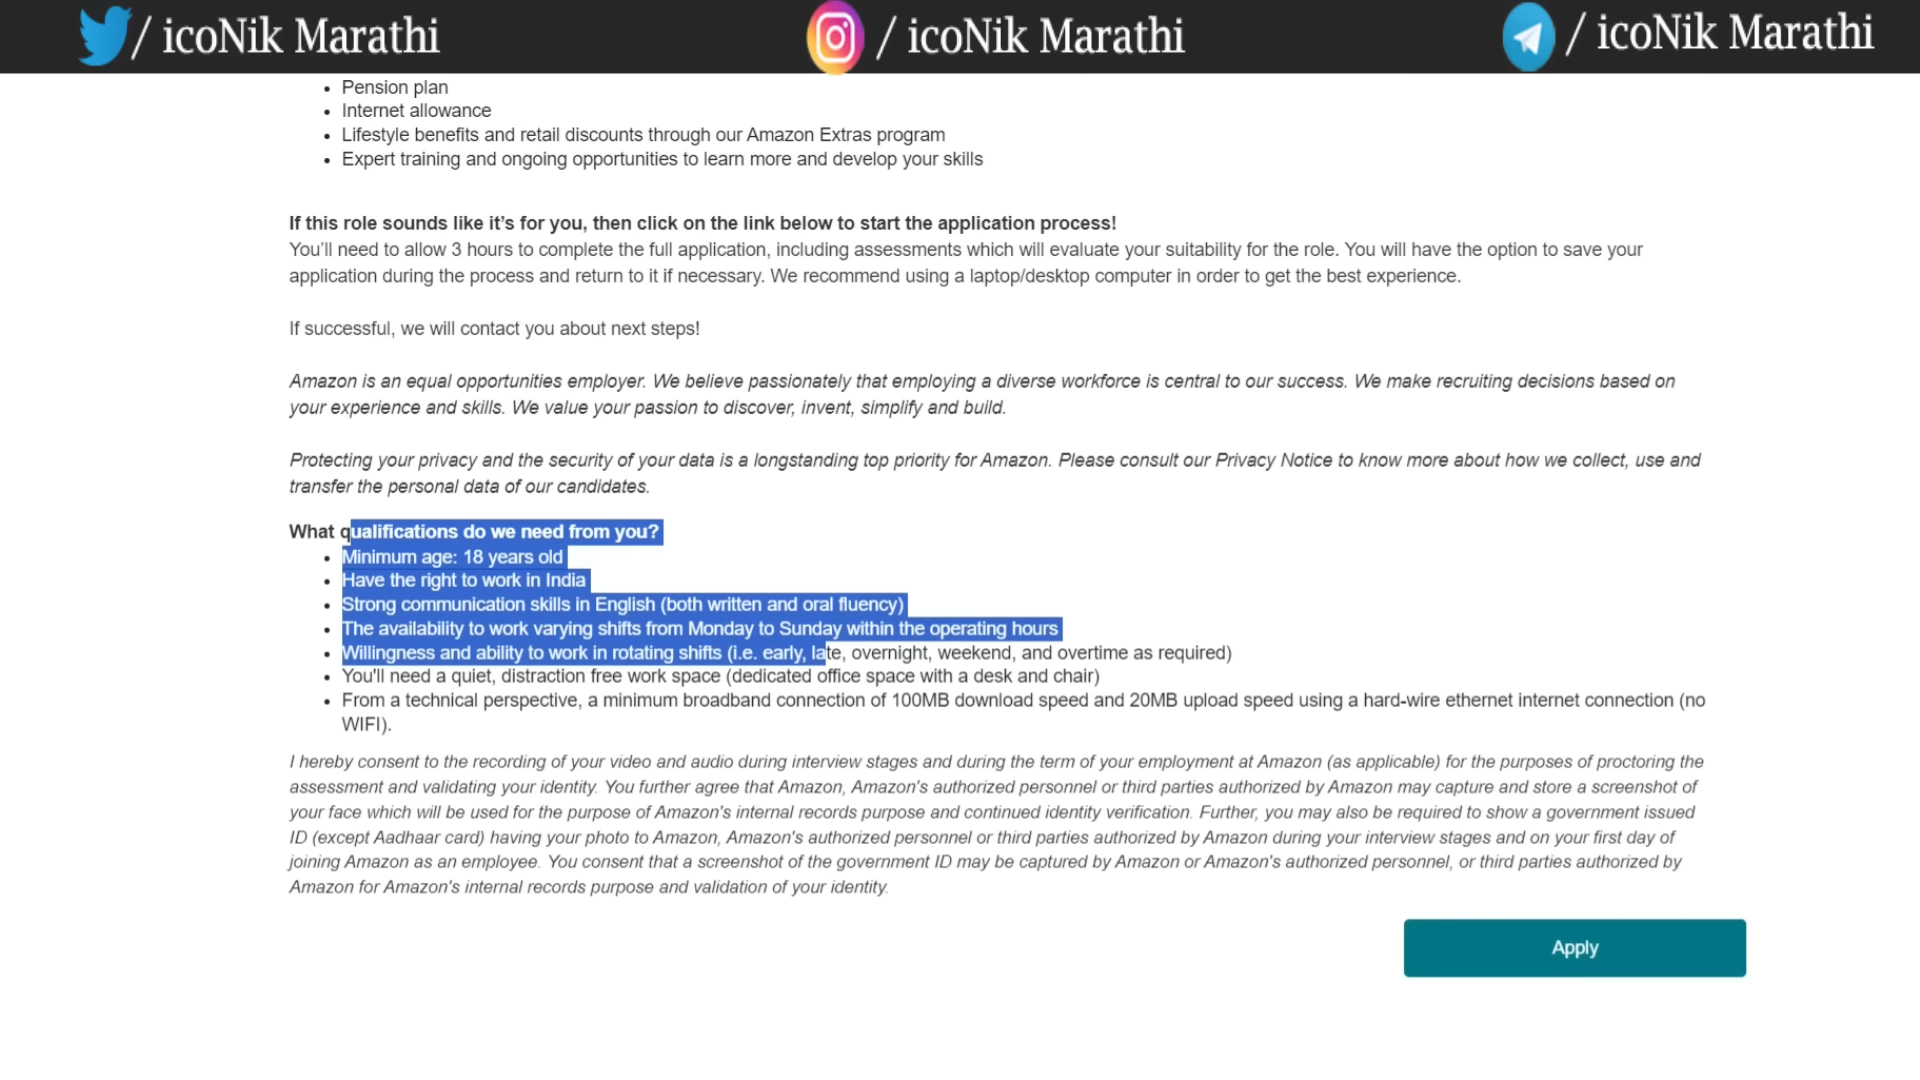 / icoNik Marathi / icoNik Marathi / icoNik Marathi
• Pension plan
• Internet allowance
• Lifestyle benefits and retail discounts through our Amazon Extras program
• Expert training and ongoing opportunities to learn more and develop your skills
If this role sounds like it’s for you, then click on the link below to start the application process!
You’ll need to allow 3 hours to complete the full application, including assessments which will evaluate your suitability for the role. You will have the option to save your
application during the process and return to it if necessary. We recommend using a laptop/desktop computer in order to get the best experience.
If successful, we will contact you about next steps!
Amazon is an equal opportunities employer. We believe passionately that employing a diverse workforce is central to our success. We make recruiting decisions based on
your experience and skills. We value your passion to discover, invent, simplify and build.
Protecting your privacy and the security of your data is a longstanding top priority for Amazon. Please consult our Privacy Notice to know more about how we collect, use and
transfer the personal data of our candidates.
What qualifications do we need from you?
• Minimum age: 18 years old
• Have the right to work in India
• Strong communication skills in English (both written and oral fluency)
• The availability to work varying shifts from Monday to Sunday within the operating hours
• Willingness and ability to work in rotating shifts (i.e. early, late, overnight, weekend, and overtime as required)
• You'll need a quiet, distraction free work space (dedicated office space with a desk and chair)
• From a technical perspective, a minimum broadband connection of 100MB download speed and 20MB upload speed using a hard-wire ethernet internet connection (no
WIFI).
I hereby consent to the recording of your video and audio during interview stages and during the term of your employment at Amazon (as applicable) for the purposes of proctoring the
assessment and validating your identity. You further agree that Amazon, Amazon's authorized personnel or third parties authorized by Amazon may capture and store a screenshot of
your face which will be used for the purpose of Amazon's internal records purpose and continued identity verification. Further, you may also be required to show a government issued
ID (except Aadhaar card) having your photo to Amazon, Amazon's authorized personnel or third parties authorized by Amazon during your interview stages and on your first day of
joining Amazon as an employee. You consent that a screenshot of the government ID may be captured by Amazon or Amazon's authorized personnel, or third parties authorized by
Amazon for Amazon's internal records purpose and validation of your identity.
Apply